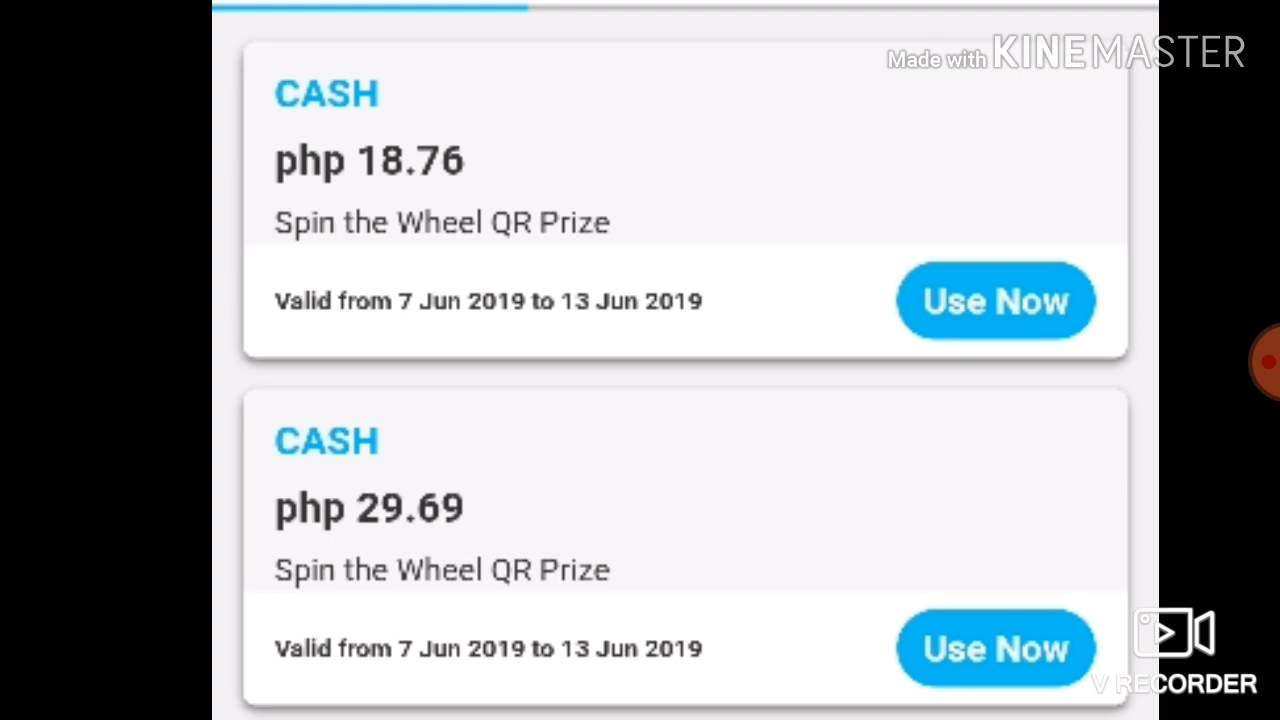 Made with KINEMASTER
CASH
php 18.76
Spin the Wheel QR Prize
Valid from 7 Jun 2019 to 13 Jun 2019
Use Now
CASH
php 29.69
Spin the Wheel QR Prize
Valid from 7 Jun 2019 to 13 Jun 2019
Use Now
V RECORDER